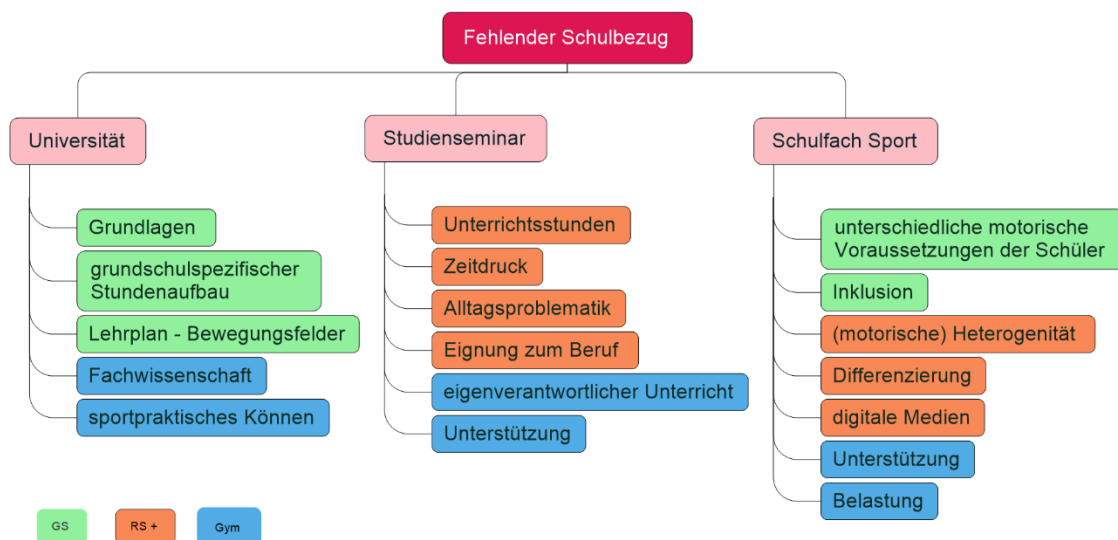 Fehlender Schulbezug
Universität
Grundlagen
grundschulspezifischer
Stundenaufbau
Lehrplan - Bewegungsfelder
Fachwissenschaft
sportpraktisches Können
Studienseminar
Unterrichtsstunden
Zeitdruck
Alltagsproblematik
Eignung zum Beruf
eigenverantwortlicher Unterricht
Unterstützung
Schulfach Sport
unterschiedliche motorische
Voraussetzungen der Schüler
Inklusion
(motorische) Heterogenität
Differenzierung
digitale Medien
Unterstützung
Belastung
GS
RS +
Gym